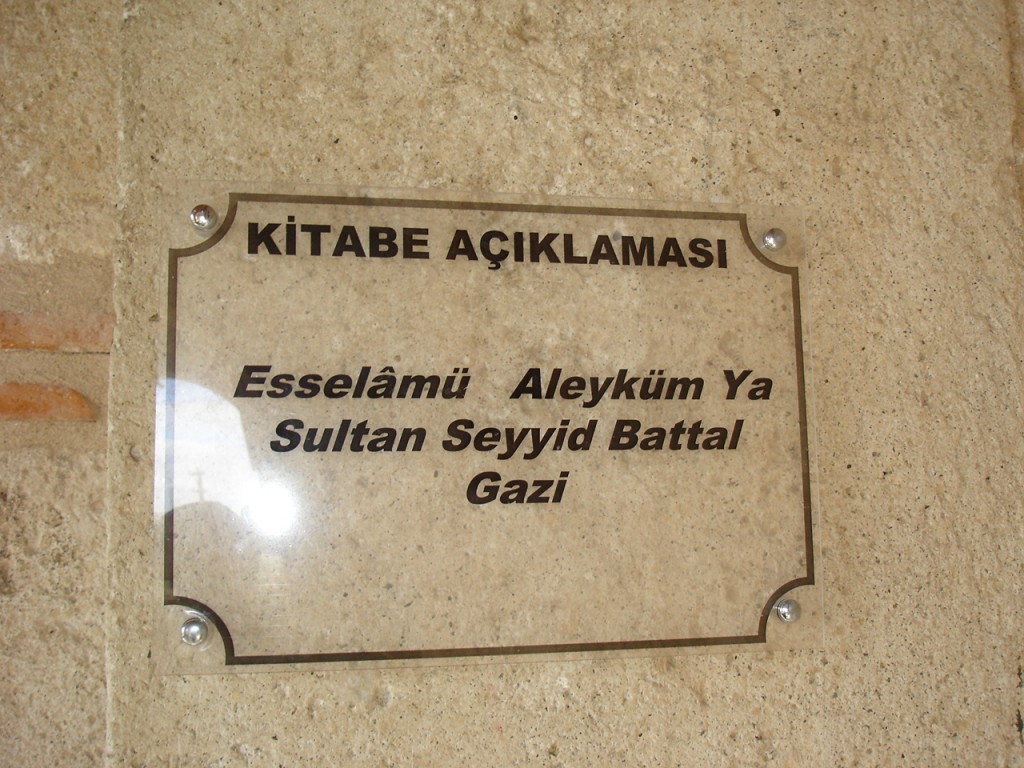 KİTABE AÇIKLAMASI
Esselâmü Aleyküm Ya
Sultan Seyyid Battal
Gazi